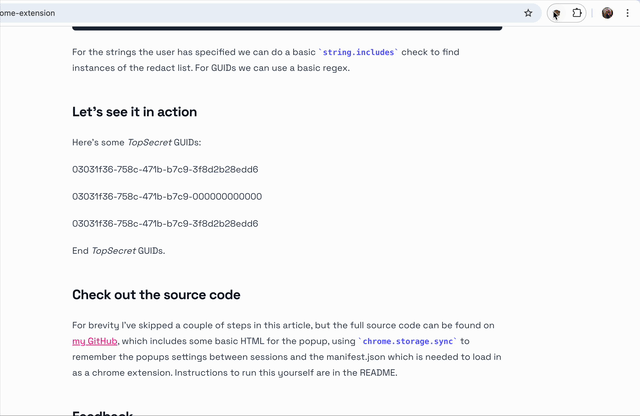 ome-extension
For the strings the user has specified we can do a basic `string.includes` check to find
instances of the redact list. For GUIDs we can use a basic regex.
Let's see it in action
Here's some TopSecret GUIDs:
03031f36-758c-471b-b7c9-3f8d2b28edd6
03031f36-758c-471b-b7c9-000000000000
03031f36-758c-471b-b7c9-3f8d2b28edd6
End TopSecret GUIDs.
Check out the source code
For brevity I've skipped a couple of steps in this article, but the full source code can be found on
my GitHub, which includes some basic HTML for the popup, using `chrome.storage.sync` to
remember the popups settings between sessions and the manifest.json which is needed to load in
as a chrome extension. Instructions to run this yourself are in the README.
Feedback